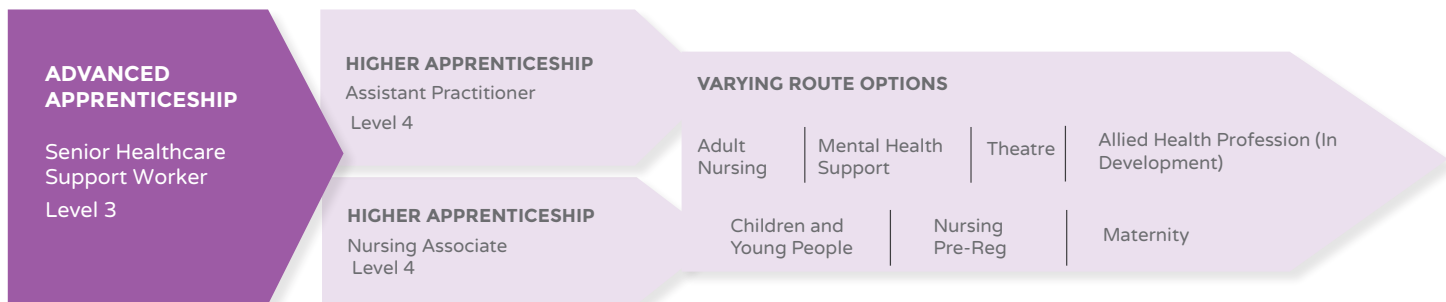 ADVANCED
APPRENTICESHIP
Senior Healthcare
Support Worker
Level 3
HIGHER APPRENTICESHIP
Assistant Practitioner
Level 4
HIGHER APPRENTICESHIP
Nursing Associate
Level 4
VARYING ROUTE OPTIONS
Adult
Nursing
Mental Health
Support
Theatre
Allied Health Profession (In
Development)
Children and
Young People
Nursing
Pre-Reg
Maternity